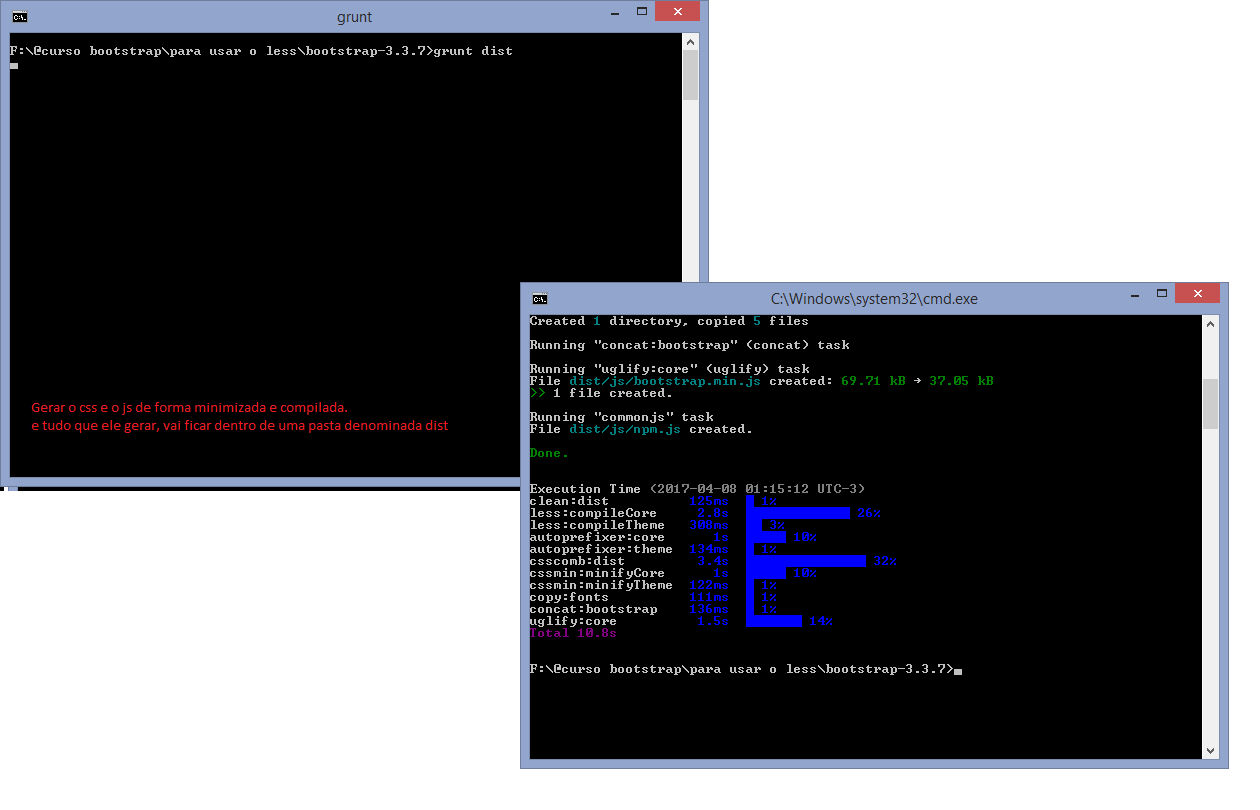 grunt
F:\@curso bootstrap\para usar o less\bootstrap-3.3.7>grunt dist
Gerar o css e o js de forma minimizada e compilada.
e tudo que ele gerar, vai ficar dentro de uma pasta denominada dist
C:\Windows\system32\cmd.exe
Created 1 directory, copied 5 files
Running "concat:bootstrap" (concat) task
Running "uglify:core" (uglify) task
File dist/js/bootstrap.min.js created: 69.71 kB → 37.05 kB
>> 1 file created.
Running "commonjs" task
File dist/js/npm.js created.
Done.
Execution Time (2017-04-08 01:15:12 UTC-3)
clean:dist 125ms 1%
less:compileCore 2.8s 26%
less:compileTheme 308ms 3%
autoprefixer:core 1s 10%
autoprefixer:theme 134ms 1%
csscomb:dist 3.4s 32%
cssmin:minifyCore 1s 10%
cssmin:minifyTheme 122ms 1%
copy:fonts 111ms 1%
concat:bootstrap 136ms 1%
uglify:core 1.5s 14%
Total 10.8s
F:\@curso bootstrap\para usar o less\bootstrap-3.3.7>